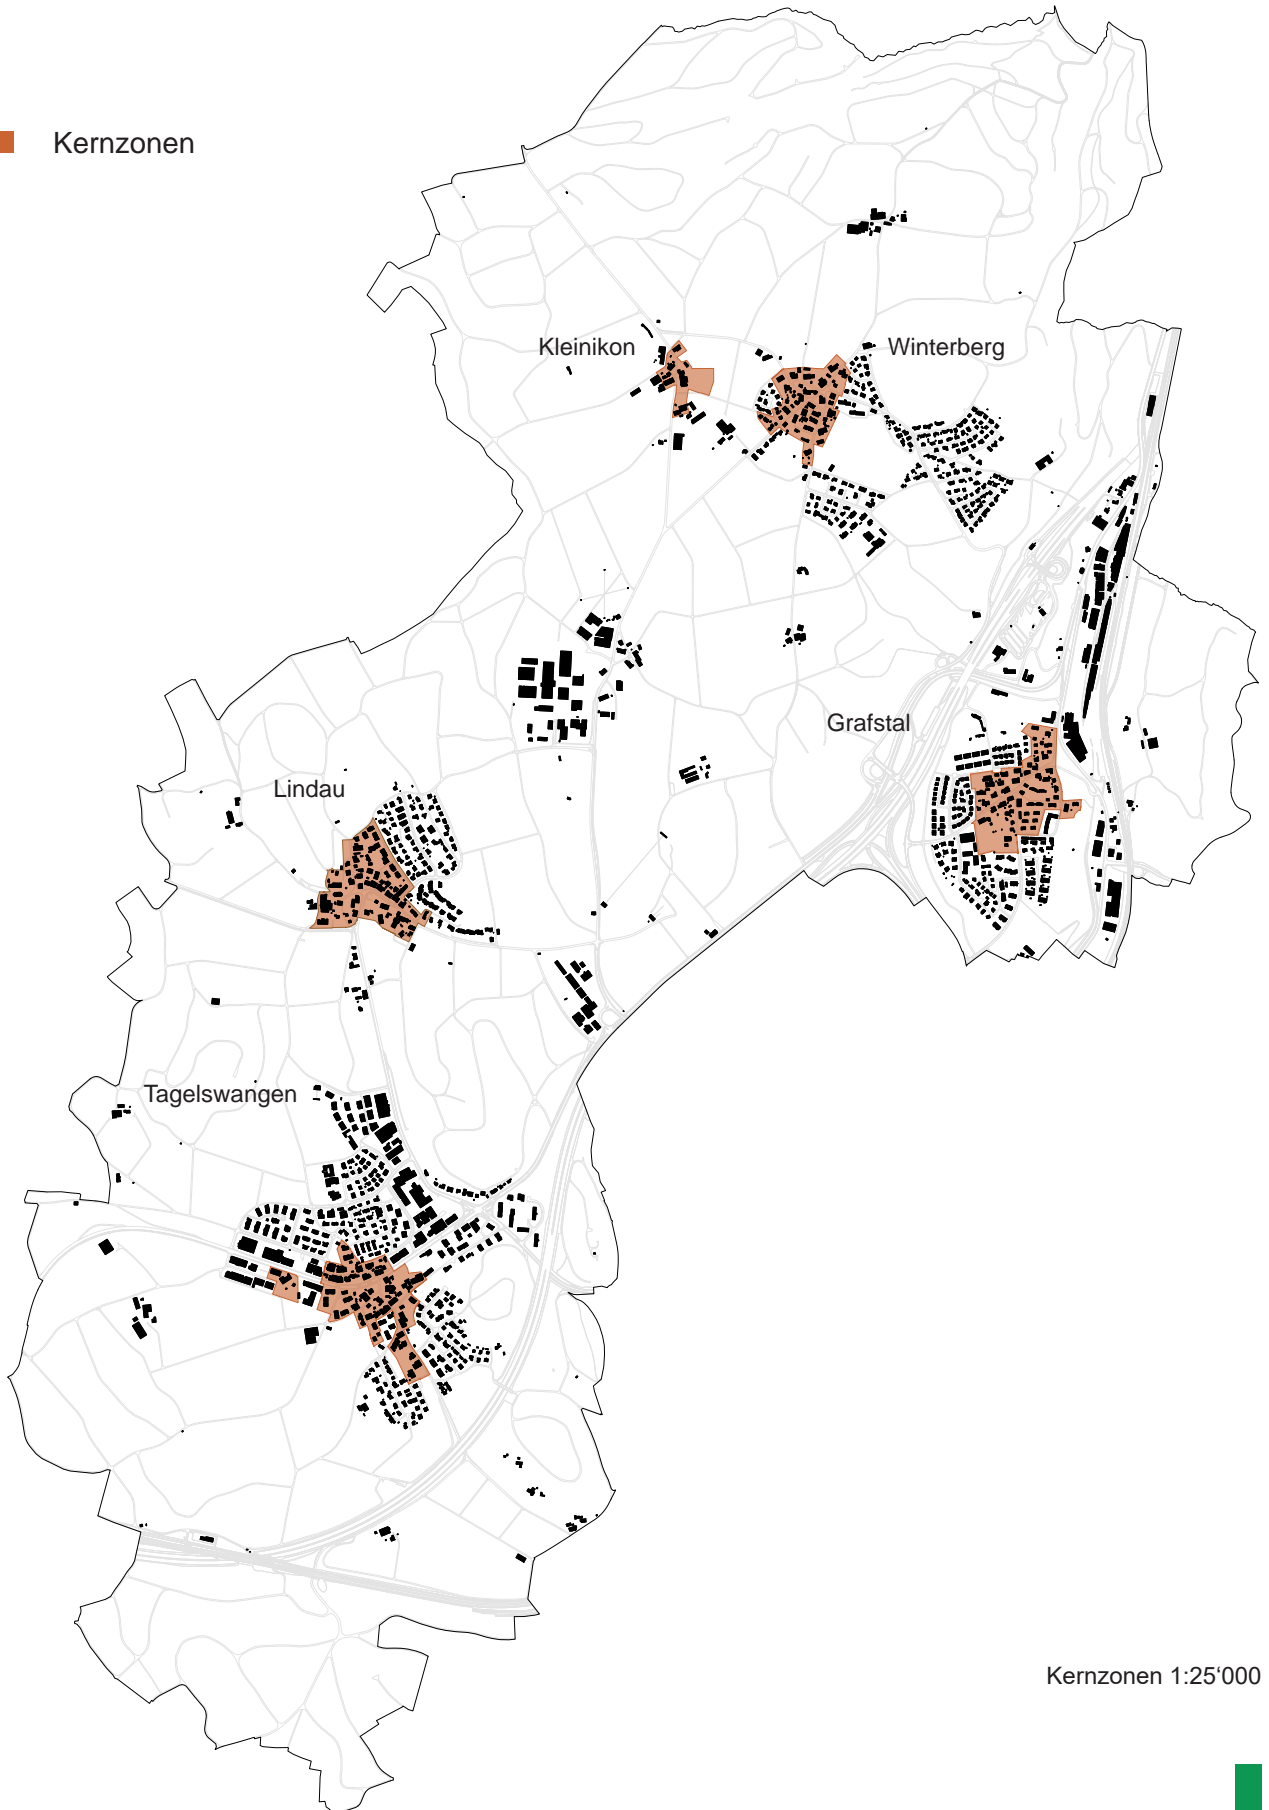 Kernzonen
Kleinikon
Winterberg
Grafstal
Lindau
Tagelswangen
Kernzonen 1:25‘000